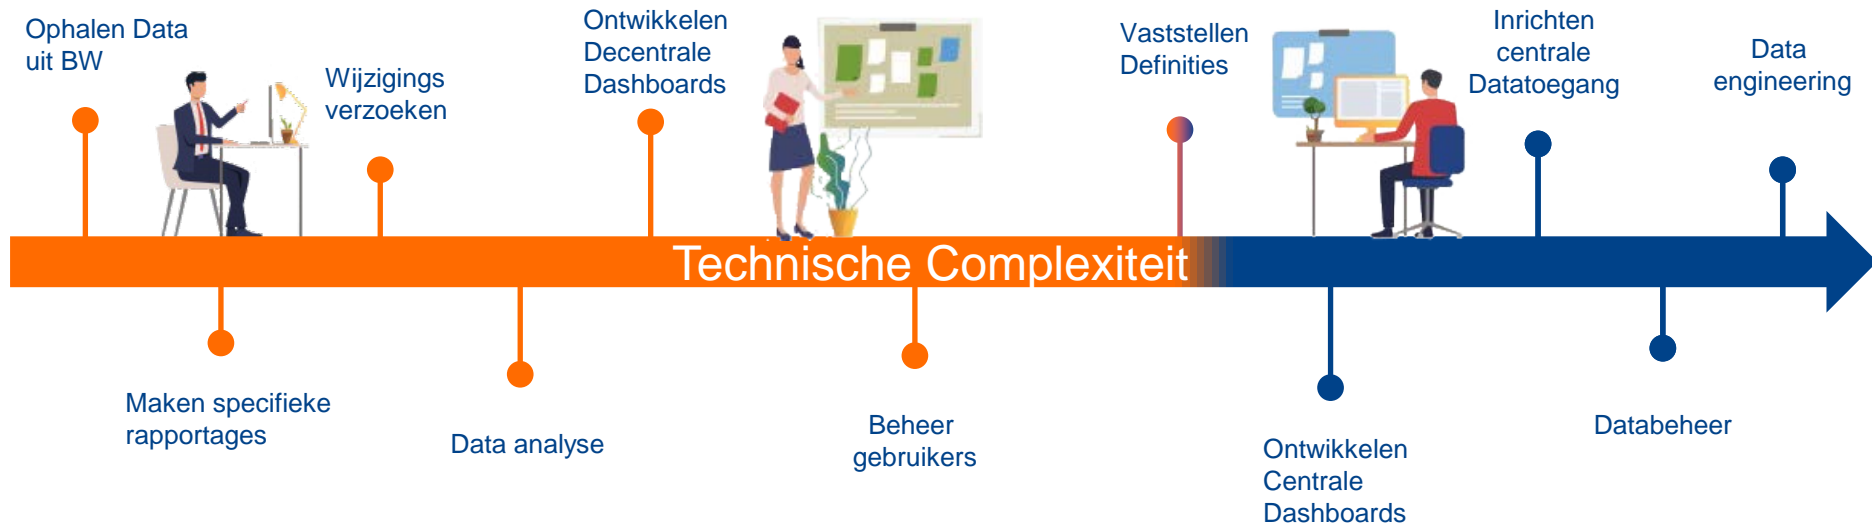 Ophalen Data
uit BW
Wijzigings
verzoeken
Ontwikkelen
Decentrale
Dashboards
Vaststellen
Definities
Inrichten
centrale
Datatoegang
Data
engineering
Technische Complexiteit
Maken specifieke
rapportages
Data analyse
Beheer
gebruikers
Ontwikkelen
Centrale
Dashboards
Databeheer